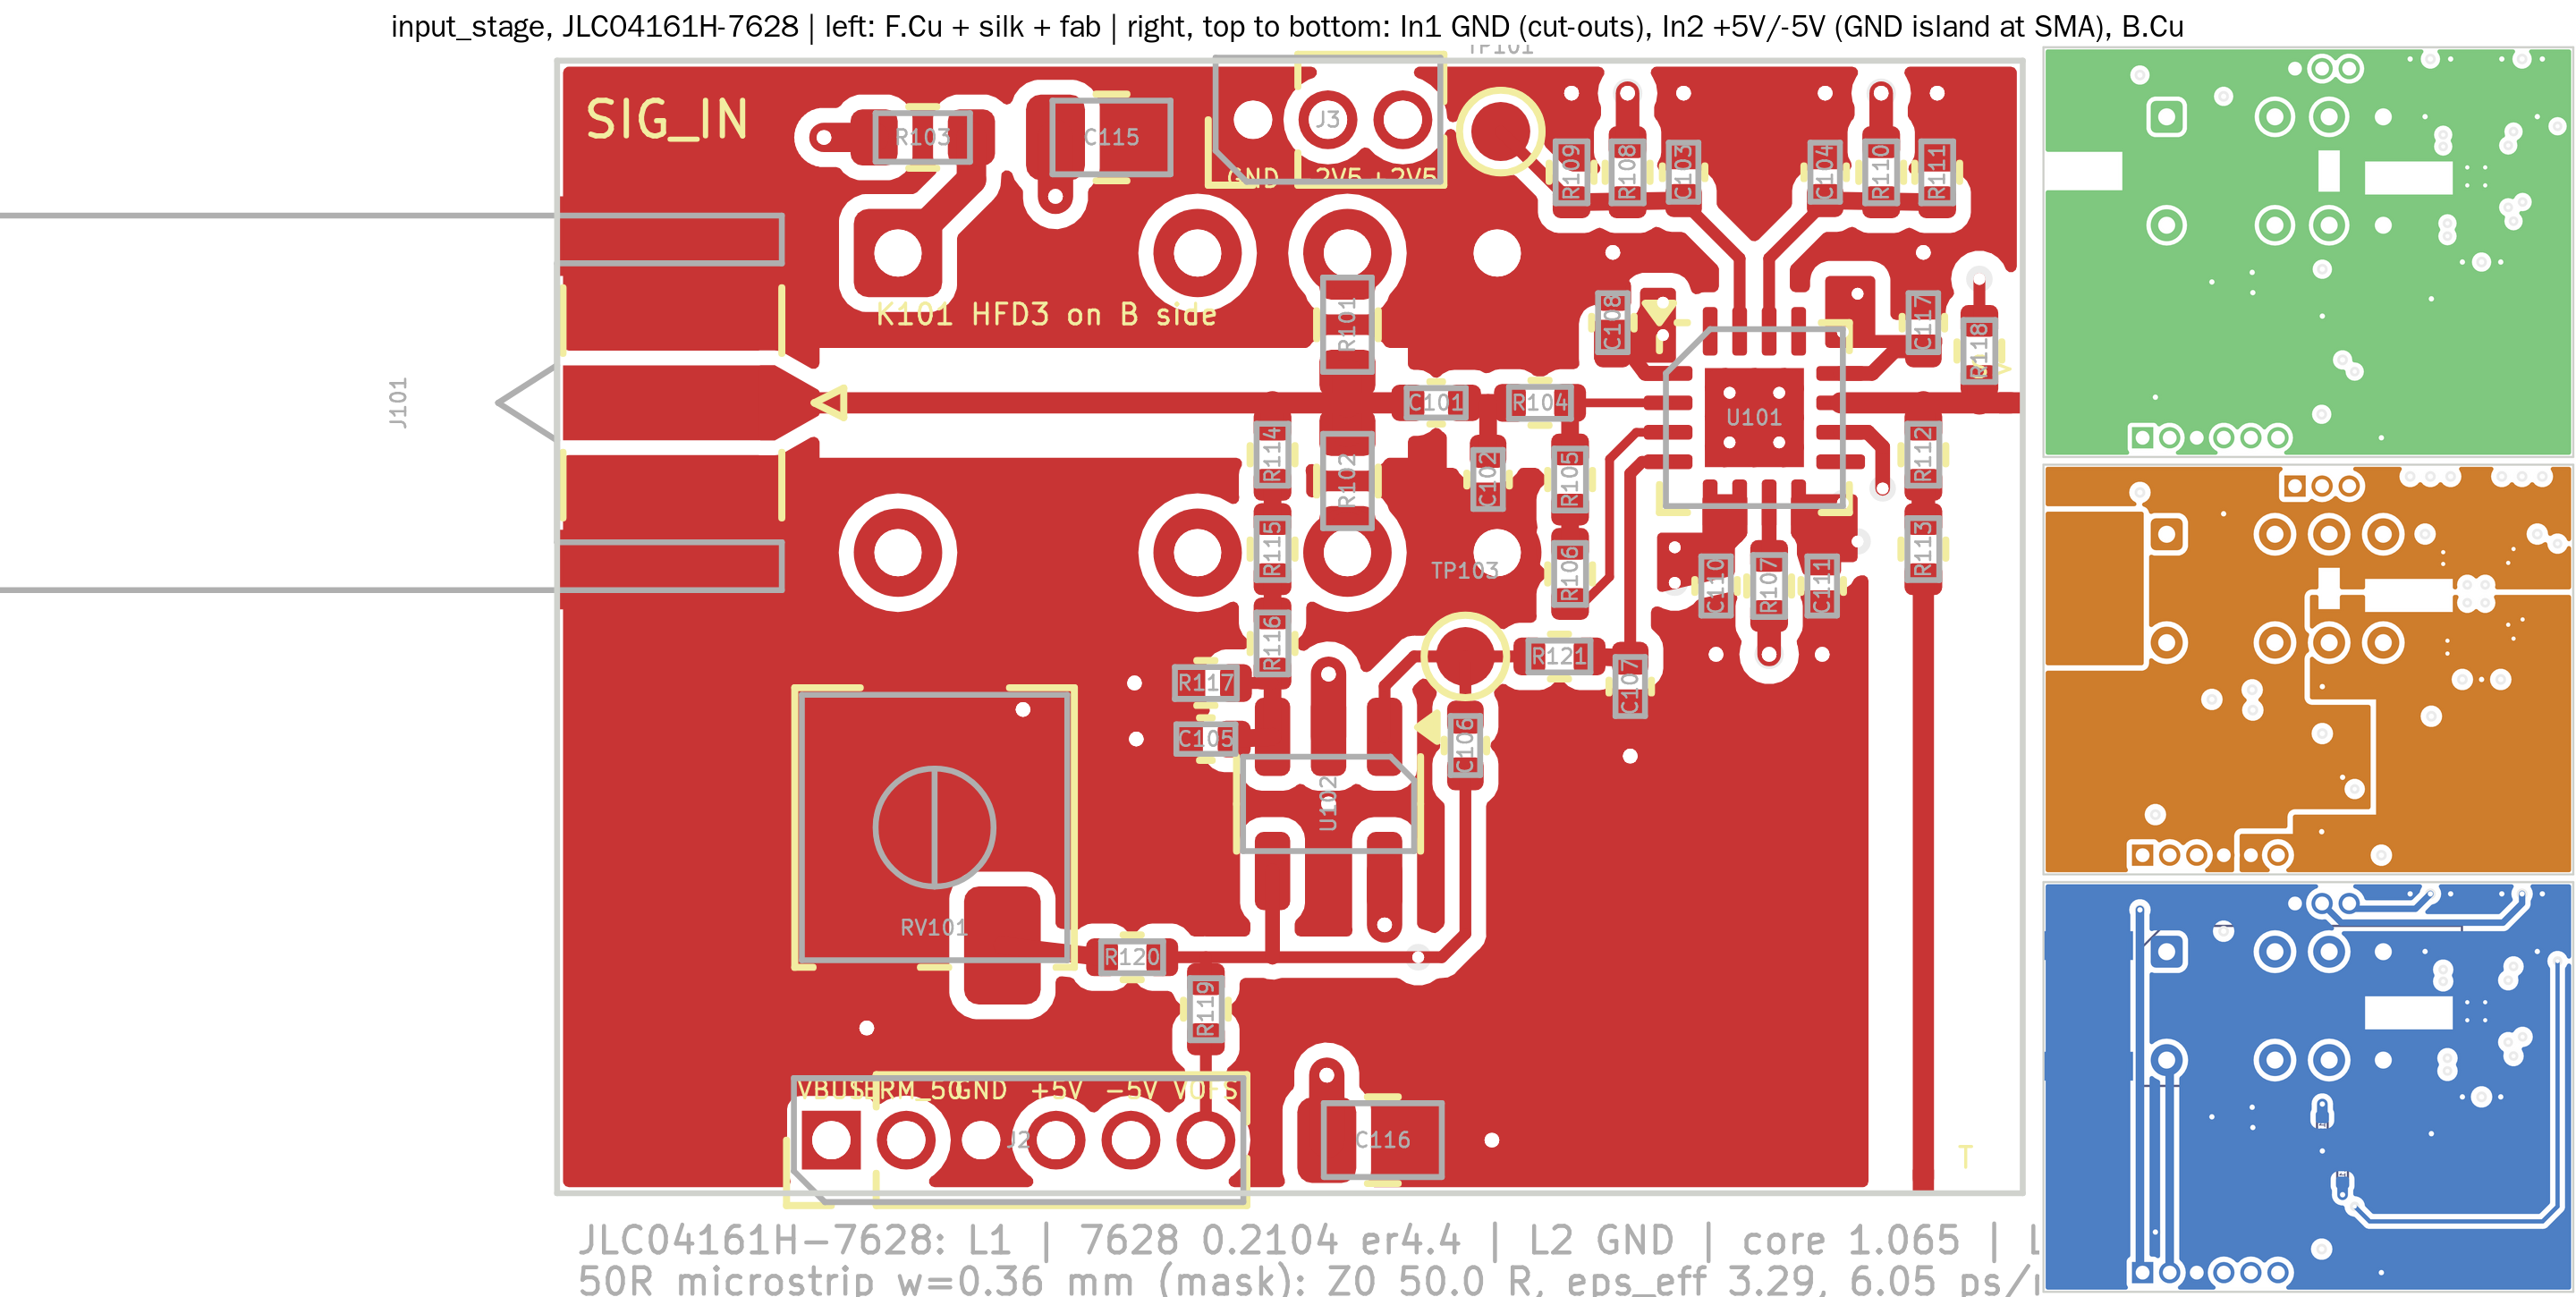 input_stage, JLC04161H-7628 | left: F.Cu + silk + fab | right, top to bottom: In1 GND (cut-outs), In2 +5V/-5V (GND island at SMA), B.Cu
TP101
SIG_IN
R103
C115
J3
GND
2V5
+2V5
R109
R108
C103
C104
R110
R111
K101 HFD3 on B side
R101
C108
C117
R118
J101
C101
R104
U101
R114
R102
C102
R105
R112
R115
TP103
R106
C110
R107
C111
R113
R116
R121
R117
C107
C105
C106
U102
RV101
R120
R119
GND
+5V
-5V
VOFS
J2
C116
T
JLC04161H-7628: L1 | 7628 0.2104 er4.4 | L2 GND | core 1.065 |
50R microstrip w=0.36 mm (mask): Z0 50.0 R, eps_eff 3.29, 6.05